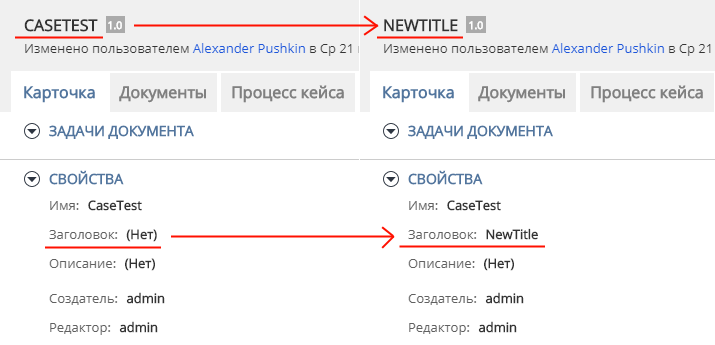 CASETEST 1.0
Изменено пользователем Alexander Pushkin в Ср 21
Карточка Документы Процесс кейса
ЗАДАЧИ ДОКУМЕНТА
СВОЙСТВА
Имя: CaseTest
Заголовок: (Нет)
Описание: (Нет)
Создатель: admin
Редактор: admin
NEWTITLE 1.0
Изменено пользователем Alexander Pushkin в Ср 21
Карточка Документы Процесс кейса
ЗАДАЧИ ДОКУМЕНТА
СВОЙСТВА
Имя: CaseTest
Заголовок: NewTitle
Описание: (Нет)
Создатель: admin
Редактор: admin